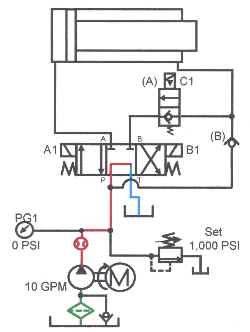 (A)
C1
A
B
A1
B1
(B)
P
T
PG1
0 PSI
Set
1,000 PSI
10 GPM
M